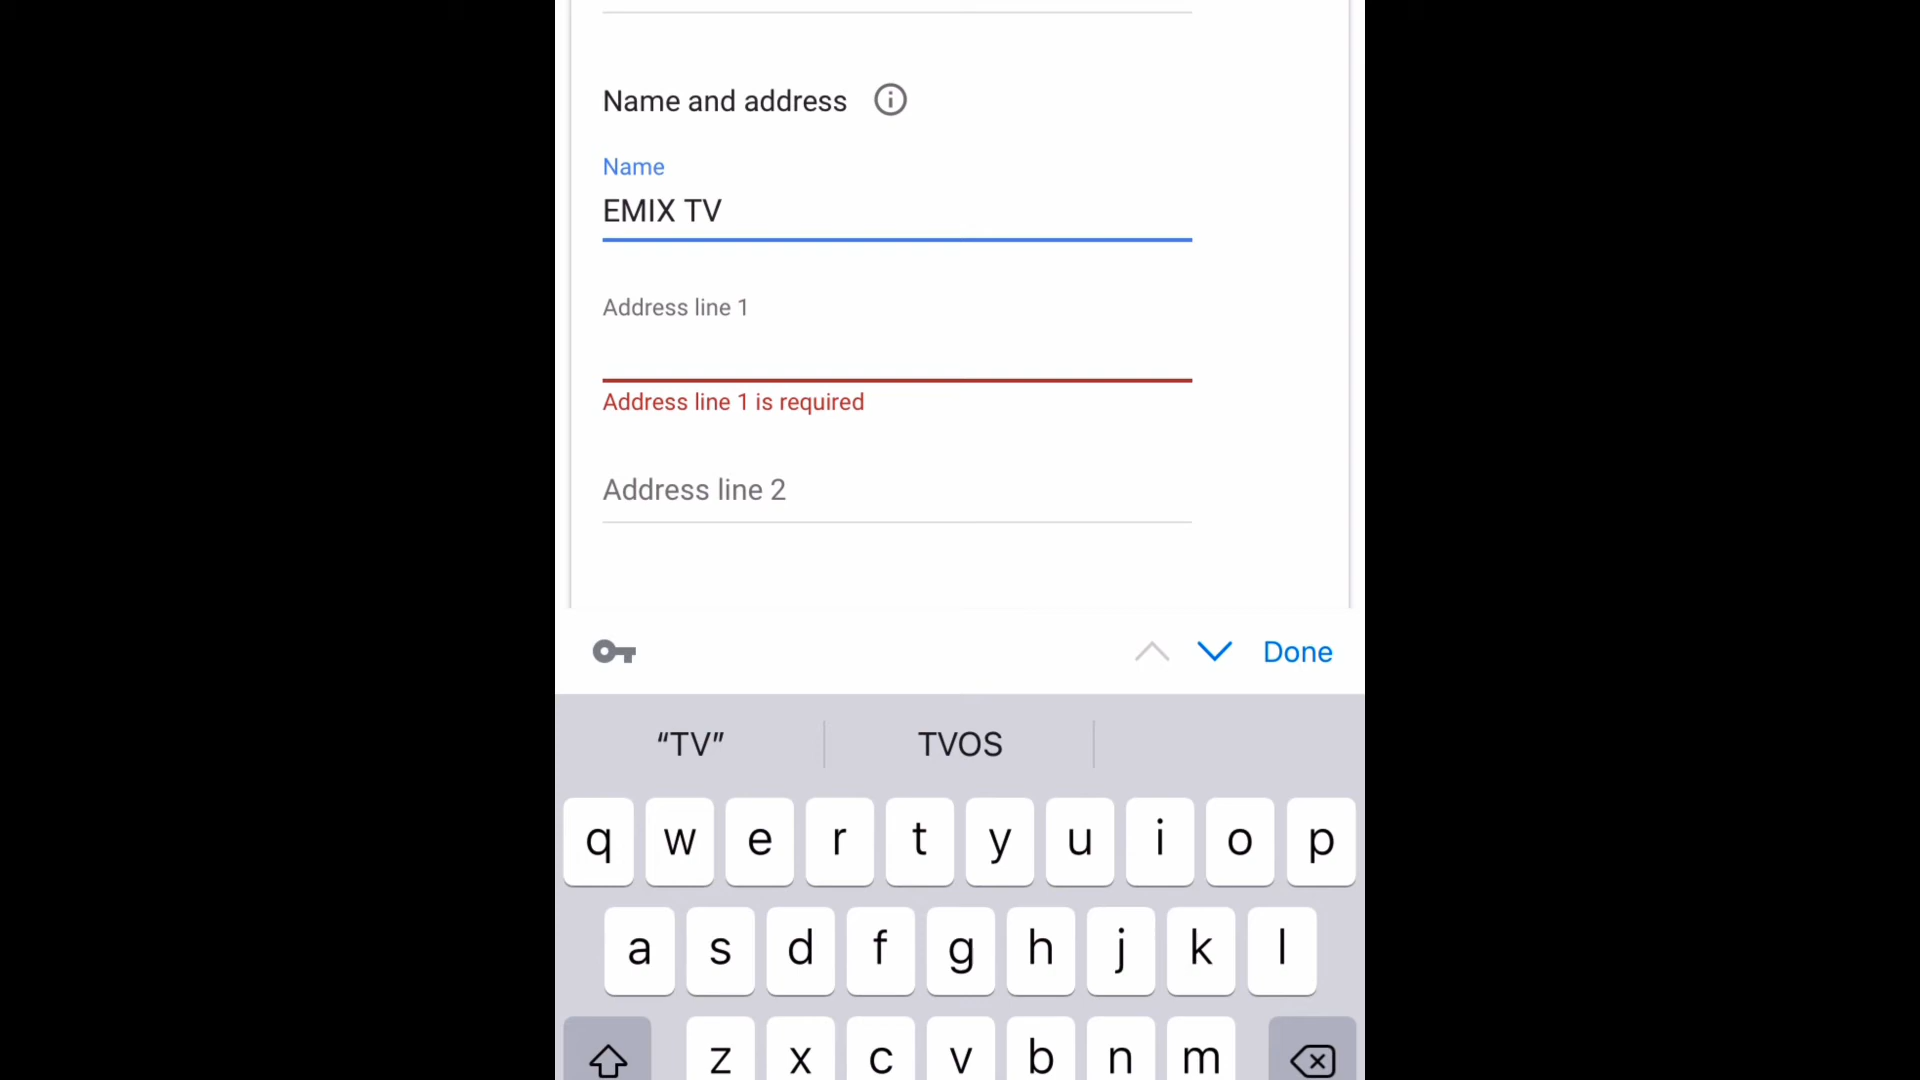 Name and address
Name
EMIX TV
Address line 1
Address line 1 is required
Address line 2
Done
“TV” TVOS
q w e r t y u i o p
a s d f g h j k l
z x c v b n m